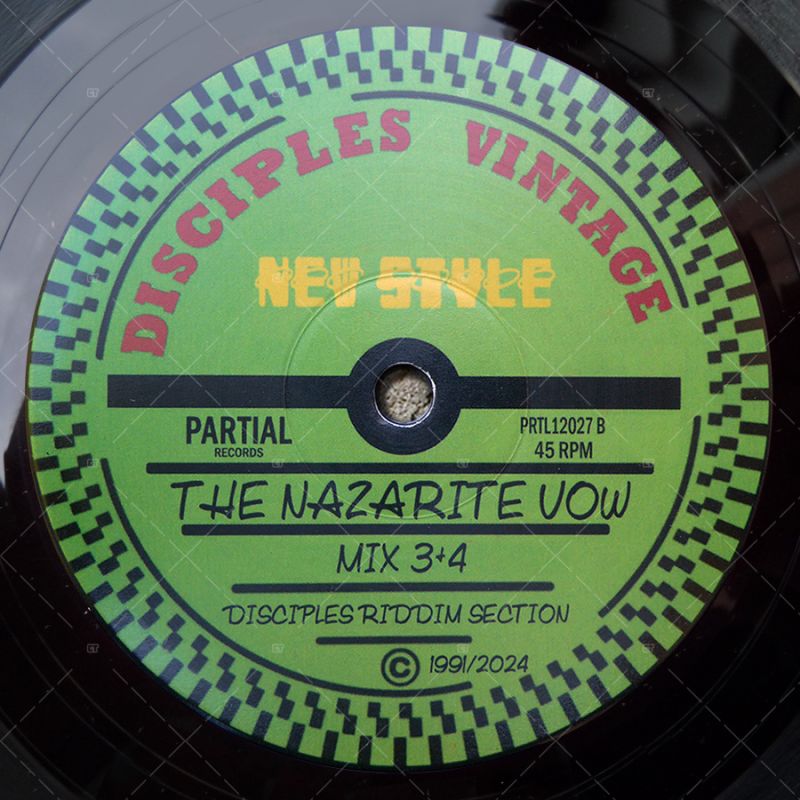 DISCIPLES VINTAGE
NEW STYLE
PARTIAL
RECORDS
PRTL12027 B
45 RPM
THE NAZARITE VOW
MIX 3+4
DISCIPLES RIDDIM SECTION
© 1991/2024